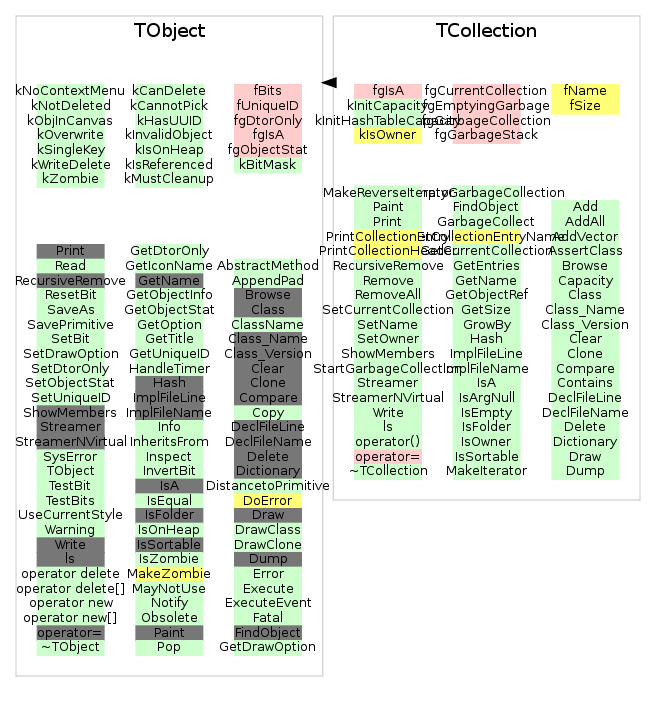 TObject
kNoContextMenu
kNotDeleted
kObjInCanvas
kOverwrite
kSingleKey
kWriteDelete
kZombie
kCanDelete
kCannotPick
kHasUUID
kInvalidObject
kIsOnHeap
kIsReferenced
kMustCleanup
fBits
fUniqueID
fgDtorOnly
fgIsA
fgObjectStat
kBitMask
Print
Read
RecursiveRemove
ResetBit
SaveAs
SavePrimitive
SetBit
SetDrawOption
SetDtorOnly
SetObjectStat
SetUniqueID
ShowMembers
Streamer
StreamerNVirtual
SysError
TObject
TestBit
TestBits
UseCurrentStyle
Warning
Write
ls
operator delete
operator delete[]
operator new
operator new[]
operator=
~TObject
GetDtorOnly
GetIconName
GetName
GetObjectInfo
GetObjectStat
GetOption
GetTitle
GetUniqueID
HandleTimer
Hash
ImplFileLine
ImplFileName
Info
InheritsFrom
Inspect
InvertBit
IsA
IsEqual
IsFolder
IsOnHeap
IsSortable
IsZombie
MakeZombie
MayNotUse
Notify
Obsolete
Paint
Pop
AbstractMethod
AppendPad
Browse
Class
ClassName
Class_Name
Class_Version
Clear
Clone
Compare
Copy
DeclFileLine
DeclFileName
Delete
Dictionary
DistancetoPrimitive
DoError
Draw
DrawClass
DrawClone
Dump
Error
Execute
ExecuteEvent
Fatal
FindObject
GetDrawOption
TCollection
fgIsA
kInitCapacity
kInitHashTableCapacity
kIsOwner
fgCurrentCollection
fgEmptyingGarbage
fgGarbageCollection
fgGarbageStack
fName
fSize
MakeReverseIterator
Paint
Print
PrintCollectionEntry
PrintCollectionHeader
RecursiveRemove
Remove
RemoveAll
SetCurrentCollection
SetName
SetOwner
ShowMembers
StartGarbageCollection
Streamer
StreamerNVirtual
Write
ls
operator()
operator=
~TCollection
FindObject
GarbageCollect
GetCollectionEntryName
GetCurrentCollection
GetEntries
GetName
GetObjectRef
GetSize
GrowBy
Hash
ImplFileLine
ImplFileName
IsA
IsArgNull
IsEmpty
IsFolder
IsOwner
IsSortable
MakeIterator
Add
AddAll
AddVector
AssertClass
Browse
Capacity
Class
Class_Name
Class_Version
Clear
Clone
Compare
Contains
DeclFileLine
DeclFileName
Delete
Dictionary
Draw
Dump